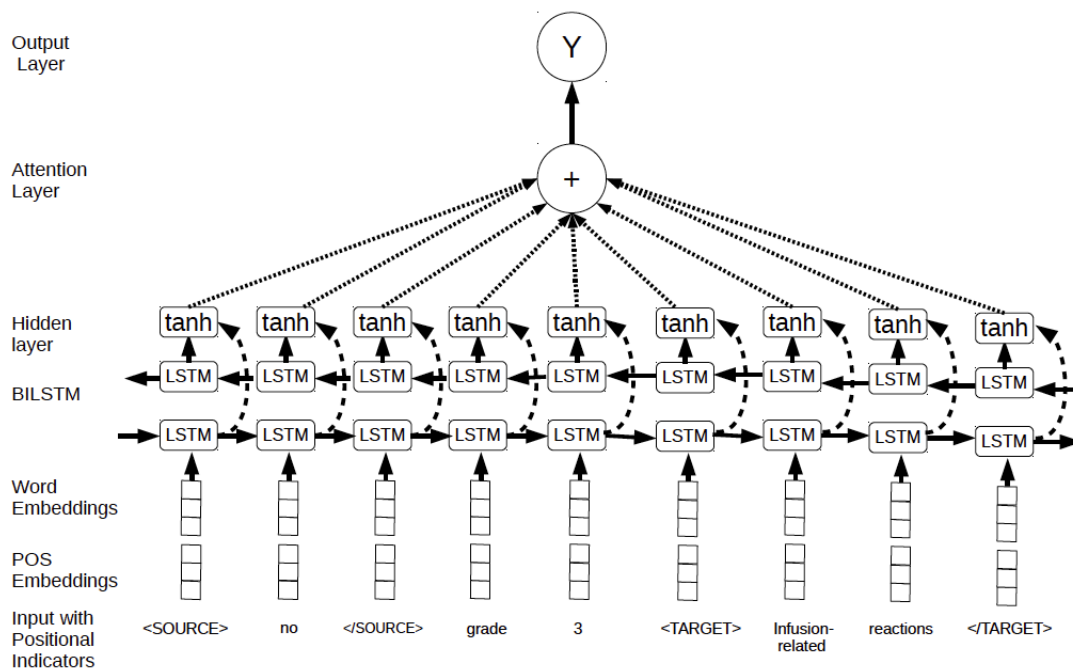 Output
Layer
Y
Attention
Layer
+
Hidden
layer
tanh tanh tanh tanh tanh tanh tanh tanh tanh
BILSTM
LSTM LSTM LSTM LSTM LSTM LSTM LSTM LSTM LSTM
LSTM LSTM LSTM LSTM LSTM LSTM LSTM LSTM LSTM
Word
Embeddings
POS
Embeddings
Input with
Positional
Indicators
<SOURCE> no </SOURCE> grade 3 <TARGET> Infusion-
related reactions </TARGET>